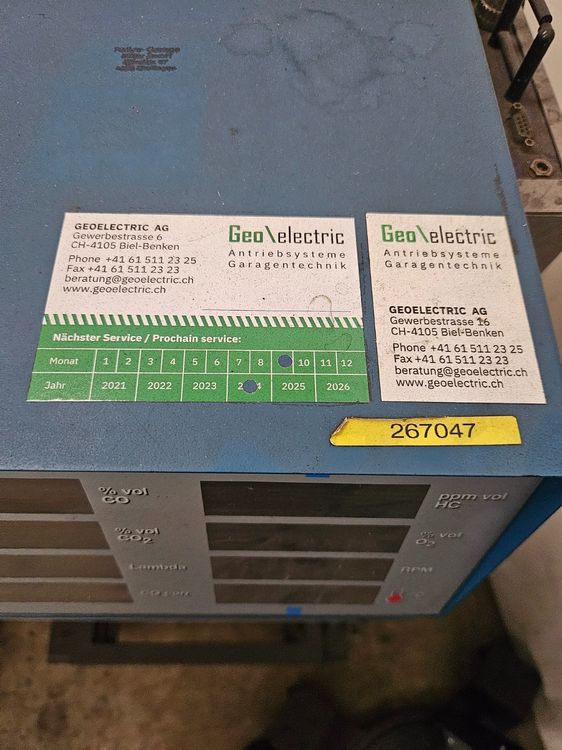 GEOELECTRIC AG
Gewerbestrasse 6
CH-4105 Biel-Benken
Phone +41 61 511 23 25
Fax +41 61 511 23 23
beratung@geoelectric.ch
www.geoelectric.ch
Geo\electric
Antriebsysteme
Garagentechnik
Nächster Service / Prochain service:
Monat 1 2 3 4 5 6 7 8 10 11 12
Jahr 2021 2022 2023 2025 2026
Geo\electric
Antriebsysteme
Garagentechnik
GEOELECTRIC AG
Gewerbestrasse 16
CH-4105 Biel-Benken
Phone +41 61 511 23 25
Fax +41 61 511 23 23
beratung@geoelectric.ch
www.geoelectric.ch
267047
% vol
CO
ppm vol
HC
% vol
CO2
% vol
O2
Lambda
RPM